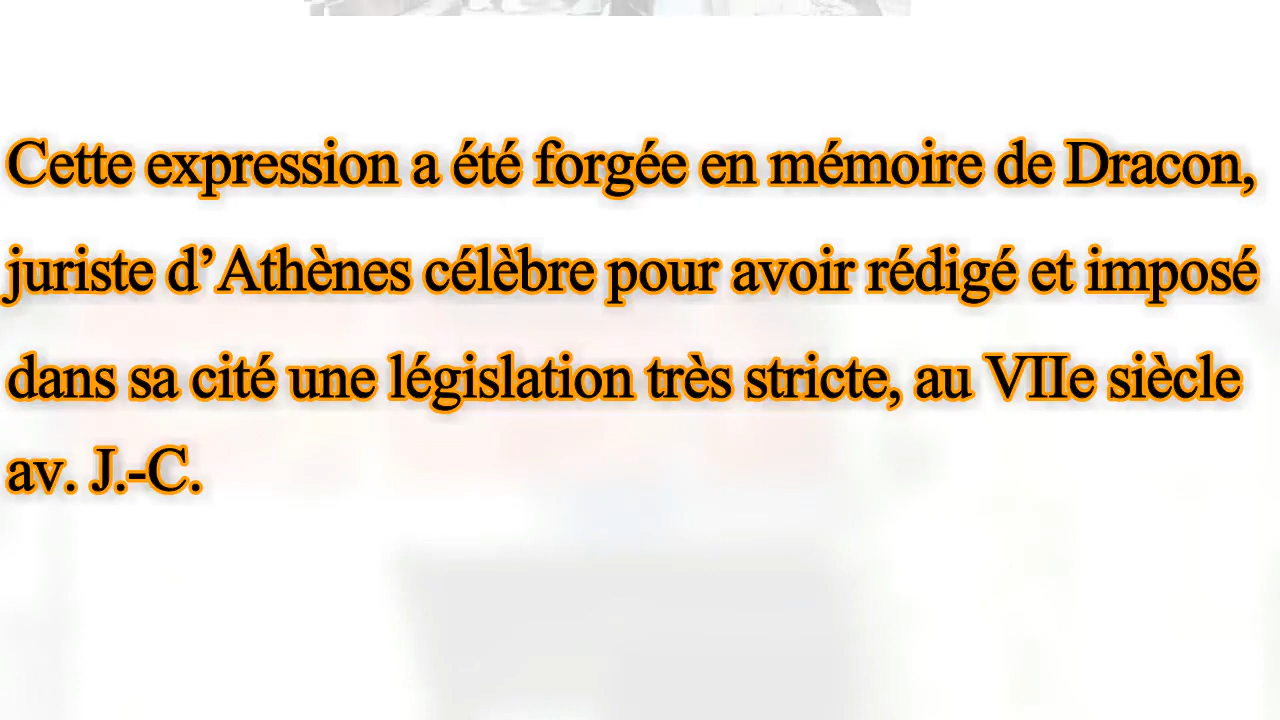 Cette expression a été forgée en mémoire de Dracon,
juriste d’Athènes célèbre pour avoir rédigé et imposé
dans sa cité une législation très stricte, au VIIe siècle
av. J.-C.